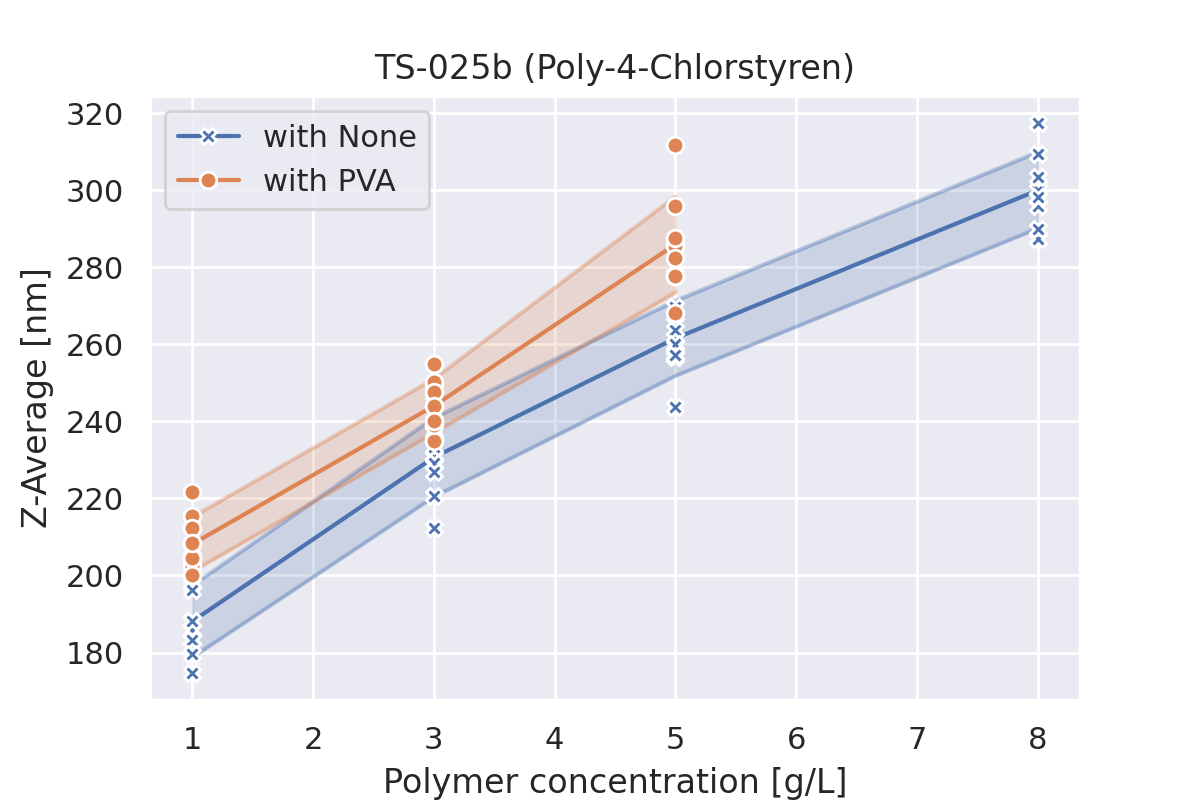 TS-025b (Poly-4-Chlorstyren)
with None
with PVA
Z-Average [nm]
320
300
280
260
240
220
200
180
1 2 3 4 5 6 7 8
Polymer concentration [g/L]